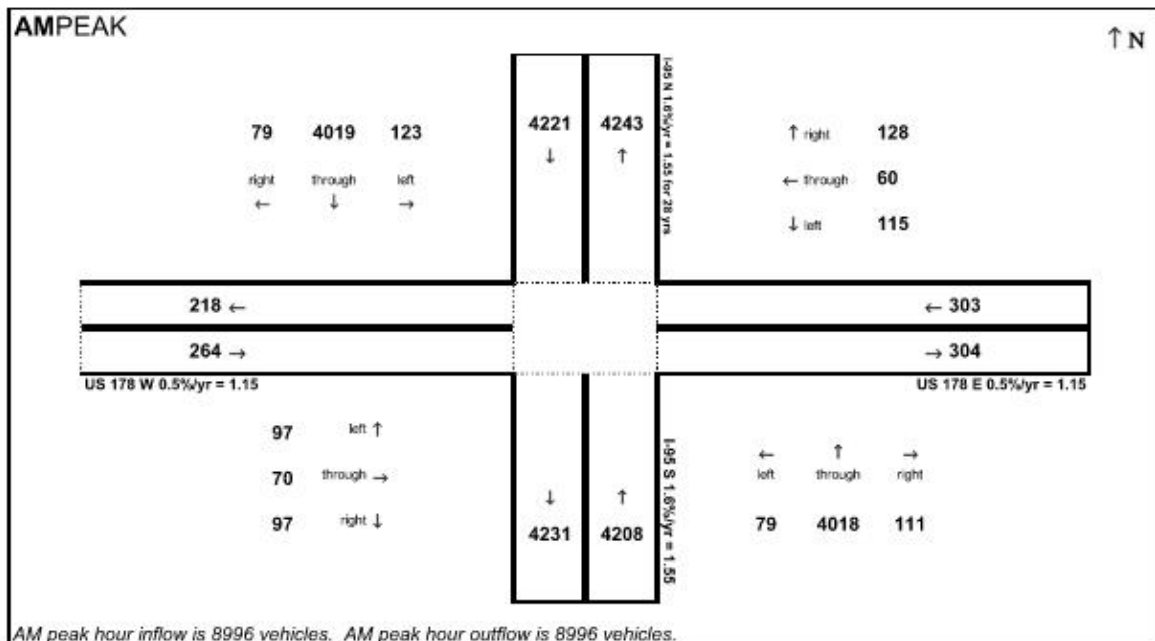 AMPEAK
↑ N
79 4019 123
right through left
← ↓ →
4221 4243
↓ ↑
I-95 N 1.6%/yr = 1.55 for 28 yrs
↑ right 128
← through 60
↓ left 115
218 ←
← 303
264 →
→ 304
US 178 W 0.5%/yr = 1.15
US 178 E 0.5%/yr = 1.15
97 left ↑
70 through →
97 right ↓
↓ ↑
4231 4208
I-95 S 1.6%/yr = 1.55
← ↑ →
left through right
79 4018 111
AM peak hour inflow is 8996 vehicles. AM peak hour outflow is 8996 vehicles.